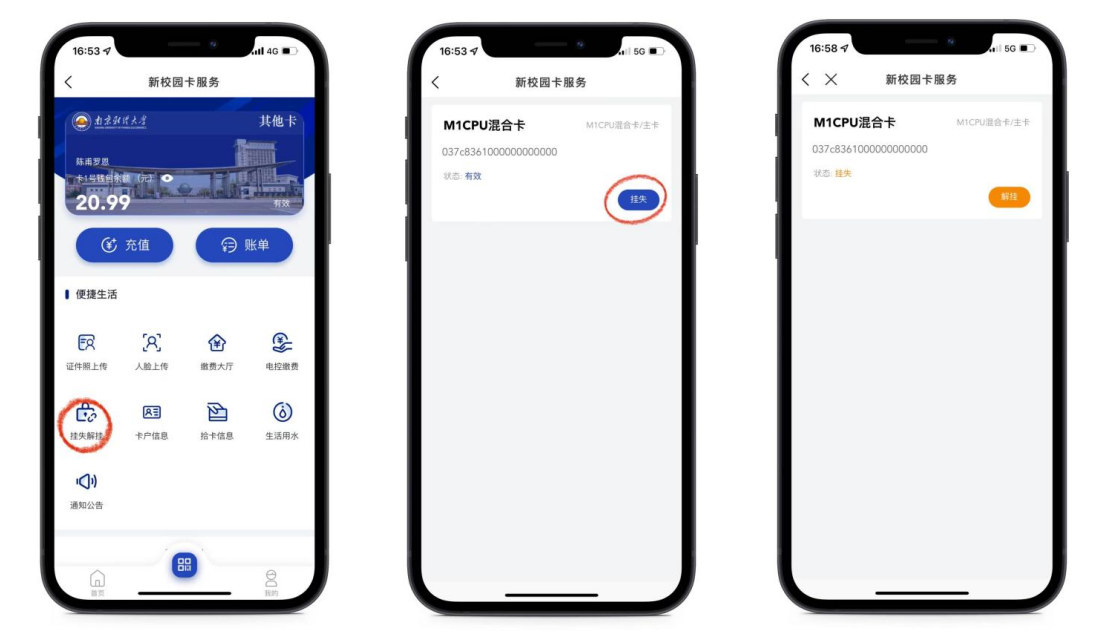 16:53
4G
新校园卡服务
南京财经大学
其他卡
陈甫罗恩
卡1号钱包余额（元）
20.99
有效
充值
账单
便捷生活
证件照上传
人脸上传
缴费大厅
电控缴费
挂失解挂
卡户信息
拾卡信息
生活用水
通知公告
首页
我的
16:53
5G
新校园卡服务
M1CPU混合卡
M1CPU混合卡/主卡
037c8361000000000000
状态: 有效
挂失
16:58
5G
新校园卡服务
M1CPU混合卡
M1CPU混合卡/主卡
037c8361000000000000
状态: 挂失
解挂